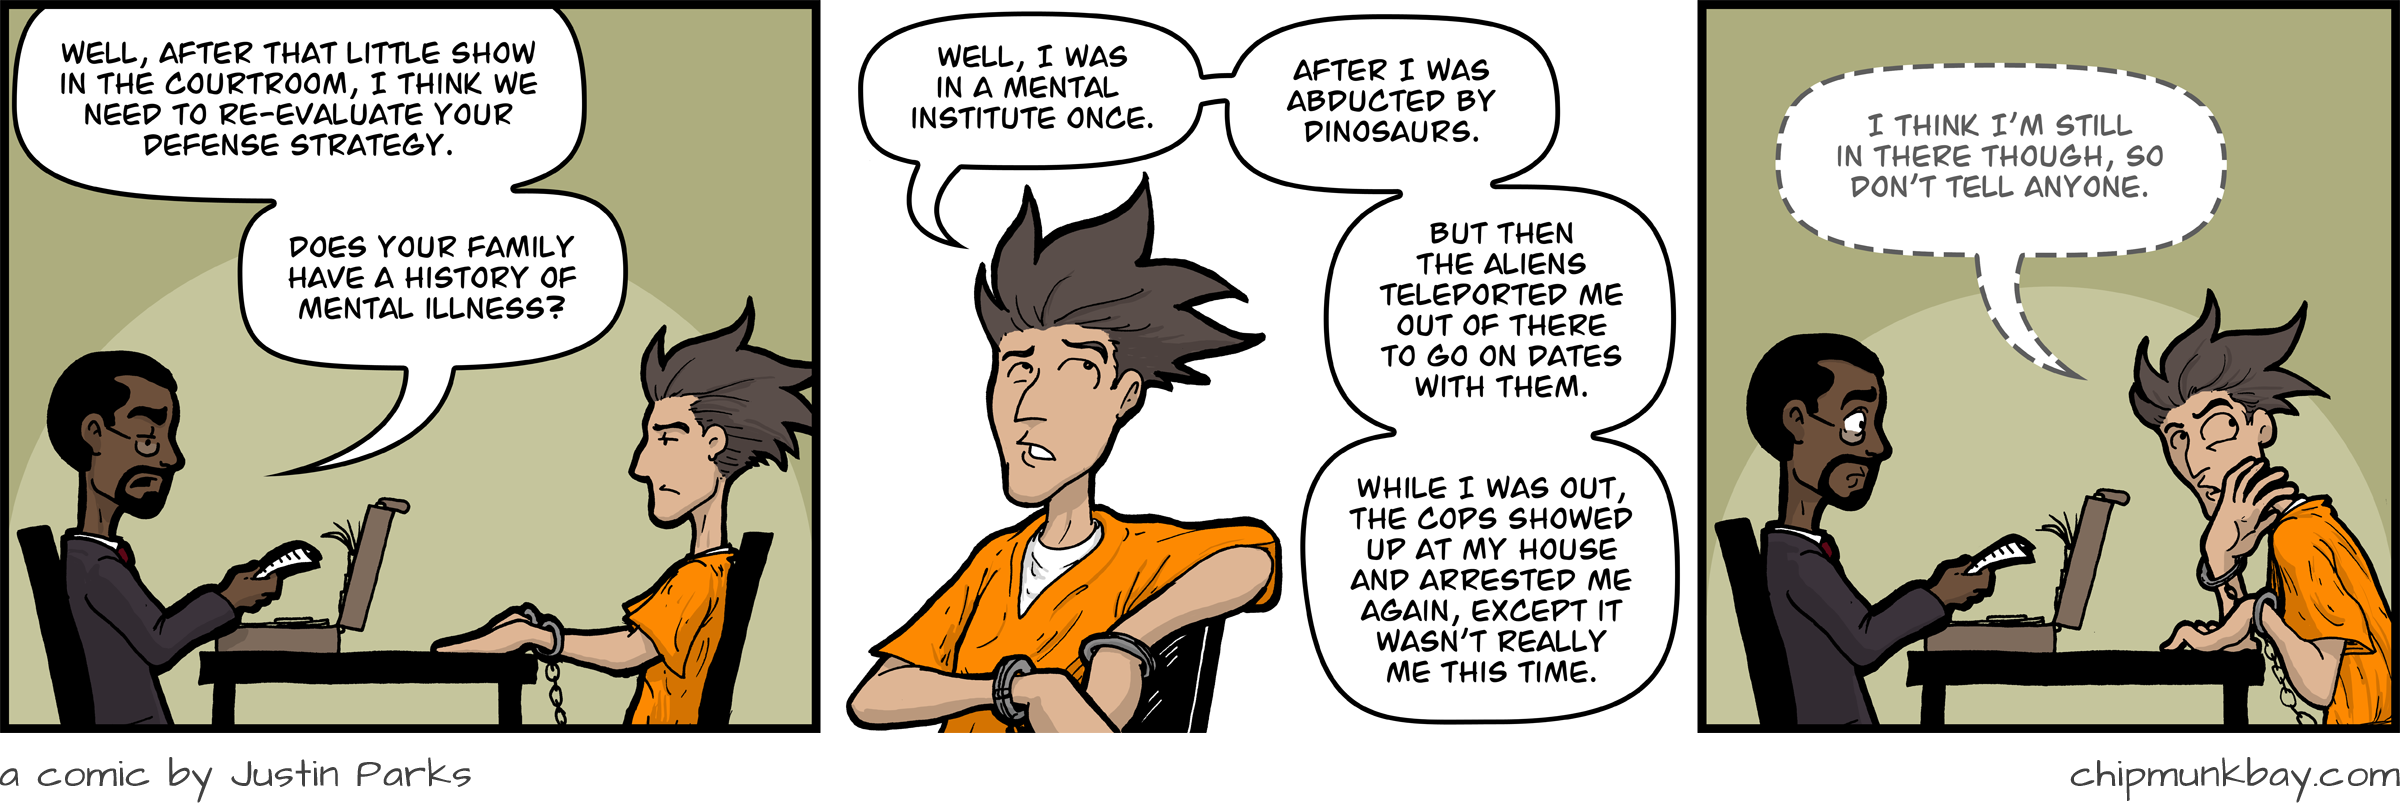 WELL, AFTER THAT LITTLE SHOW
IN THE COURTROOM, I THINK WE
NEED TO RE-EVALUATE YOUR
DEFENSE STRATEGY.
DOES YOUR FAMILY
HAVE A HISTORY OF
MENTAL ILLNESS?
WELL, I WAS
IN A MENTAL
INSTITUTE ONCE.
AFTER I WAS
ABDUCTED BY
DINOSAURS.
BUT THEN
THE ALIENS
TELEPORTED ME
OUT OF THERE
TO GO ON DATES
WITH THEM.
WHILE I WAS OUT,
THE COPS SHOWED
UP AT MY HOUSE
AND ARRESTED ME
AGAIN, EXCEPT IT
WASN'T REALLY
ME THIS TIME.
I THINK I'M STILL
IN THERE THOUGH, SO
DON'T TELL ANYONE.
a comic by Justin Parks
chipmunkbay.com